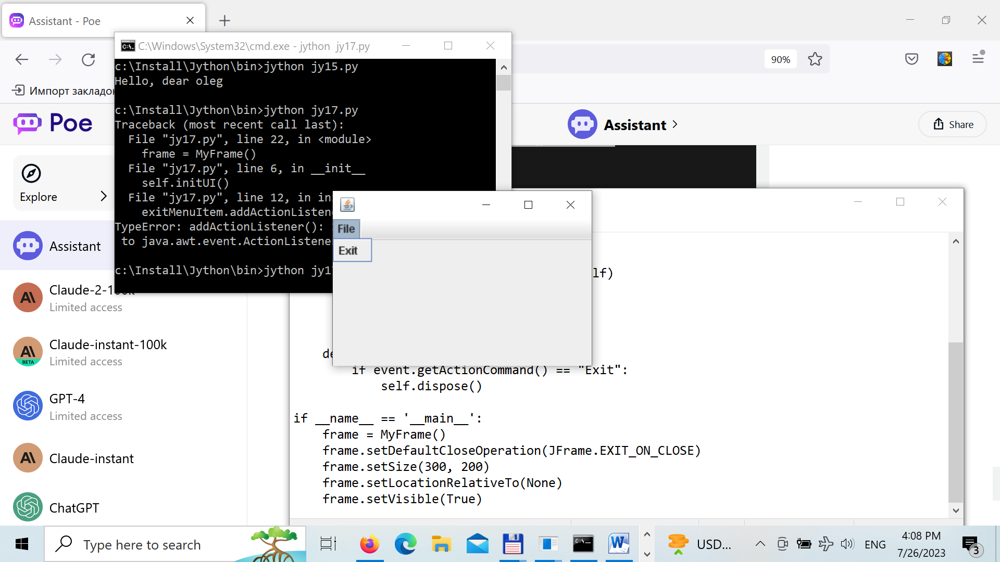 Assistant - Poe
C:\Windows\System32\cmd.exe - jython  jy17.py
90%
Импорт закладо
c:\Install\Jython\bin>jython jy15.py
Hello, dear oleg
c:\Install\Jython\bin>jython jy17.py
Traceback (most recent call last):
  File "jy17.py", line 22, in <module>
    frame = MyFrame()
  File "jy17.py", line 6, in __init__
    self.initUI()
  File "jy17.py", line 12, in in
    exitMenuItem.addActionListene
TypeError: addActionListener():
 to java.awt.event.ActionListene
c:\Install\Jython\bin>jython jy1
Poe
Assistant
Share
Explore
Assistant
Claude-2-100k
Limited access
Claude-instant-100k
Limited access
BETA
GPT-4
Limited access
Claude-instant
ChatGPT
File
Exit
lf)
de
        if event.getActionCommand() == "Exit":
            self.dispose()
if __name__ == '__main__':
    frame = MyFrame()
    frame.setDefaultCloseOperation(JFrame.EXIT_ON_CLOSE)
    frame.setSize(300, 200)
    frame.setLocationRelativeTo(None)
    frame.setVisible(True)
Type here to search
USD...
ENG
4:08 PM
7/26/2023
3